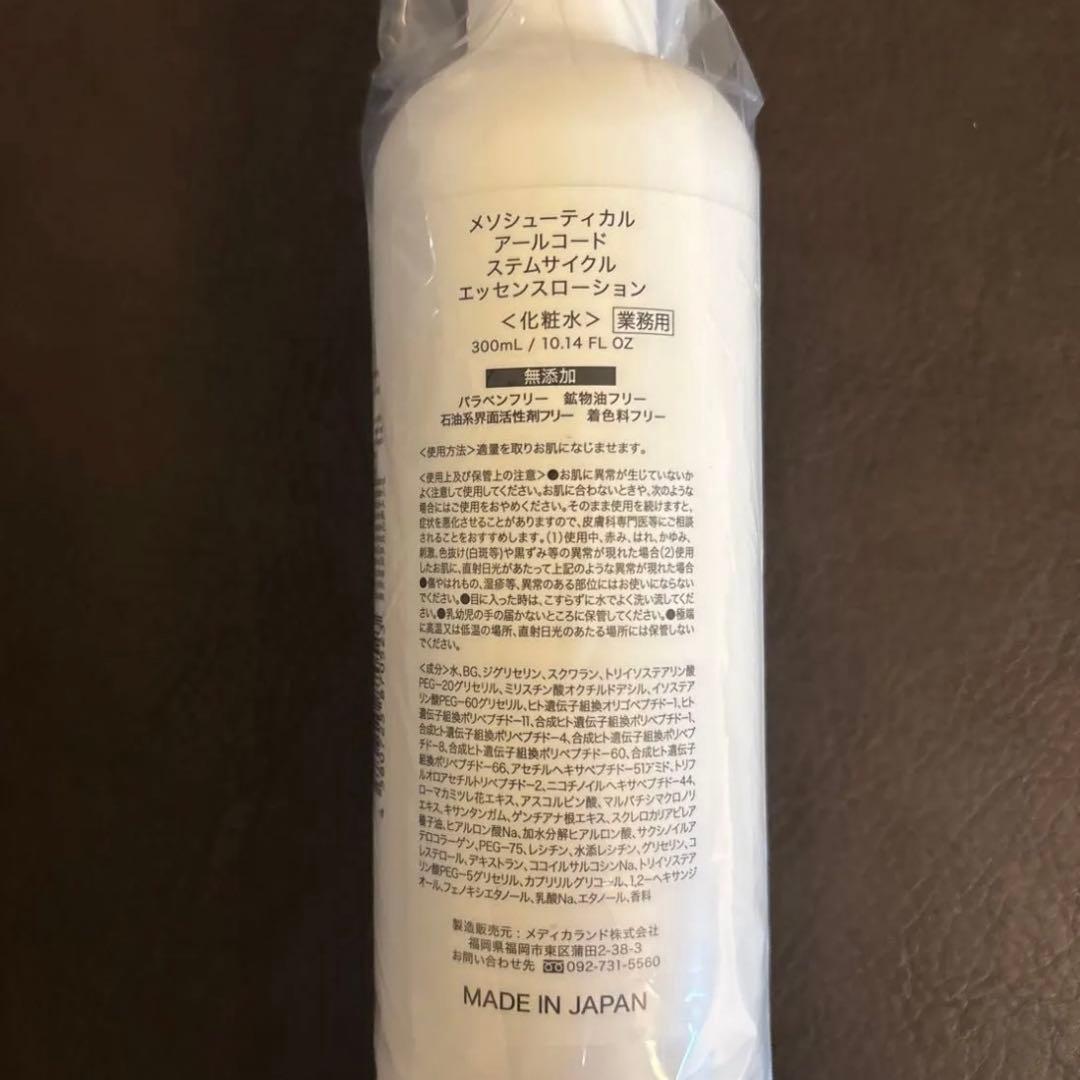 メソシューティカル
アールコード
ステムサイクル
エッセンスローション
＜化粧水＞ 業務用
300mL / 10.14 FL OZ
無添加
パラベンフリー 鉱物油フリー
石油系界面活性剤フリー 着色料フリー
＜使用方法＞適量を取りお肌になじませます。
＜使用上及び保管上の注意＞●お肌に異常が生じていないか
よく注意して使用してください。お肌に合わないときや、次のような
場合にはご使用をおやめください。そのまま使用を続けますと、
症状を悪化させることがありますので、皮膚科専門医等にご相談
されることをおすすめします。(1)使用中、赤み、はれ、かゆみ、
刺激、色抜け(白斑等)や黒ずみ等の異常が現れた場合(2)使用
したお肌に、直射日光があたって上記のような異常が現れた場合
●傷やはれもの、湿疹等、異常のある部位にはお使いにならない
でください。●目に入った時は、こすらずに水でよく洗い流してくだ
さい。●乳幼児の手の届かないところに保管してください。●極端
に高温又は低温の場所、直射日光のあたる場所には保管しない
でください。
＜成分＞水、BG、ジグリセリン、スクワラン、トリイソステアリン酸
PEG-20グリセリル、ミリスチン酸オクチルドデシル、イソステア
リン酸PEG-60グリセリル、ヒト遺伝子組換オリゴペプチド-1、ヒト
遺伝子組換ポリペプチド-11、合成ヒト遺伝子組換ポリペプチド-1、
合成ヒト遺伝子組換ポリペプチド-4、合成ヒト遺伝子組換ポリペプ
チド-8、合成ヒト遺伝子組換ポリペプチド-60、合成ヒト遺伝子
組換ポリペプチド-66、アセチルヘキサペプチド-51アミド、トリフ
ルオロアセチルトリペプチド-2、ニコチノイルヘキサペプチド-44、
ローマカミツレ花エキス、アスコルビン酸、マルバチシマクロノリ
エキス、キサンタンガム、ゲンチアナ根エキス、スクレロカリアビレア
種子油、ヒアルロン酸Na、加水分解ヒアルロン酸、サクシノイルア
テロコラーゲン、PEG-75、レシチン、水添レシチン、グリセリン、コ
レステロール、デキストラン、ココイルサルコシンNa、トリイソステア
リン酸PEG-5グリセリル、カプリリルグリコール、1,2-ヘキサンジ
オール、フェノキシエタノール、乳酸Na、エタノール、香料
製造販売元：メディカランド株式会社
福岡県福岡市東区蒲田2-38-3
お問い合わせ先 092-731-5560
MADE IN JAPAN